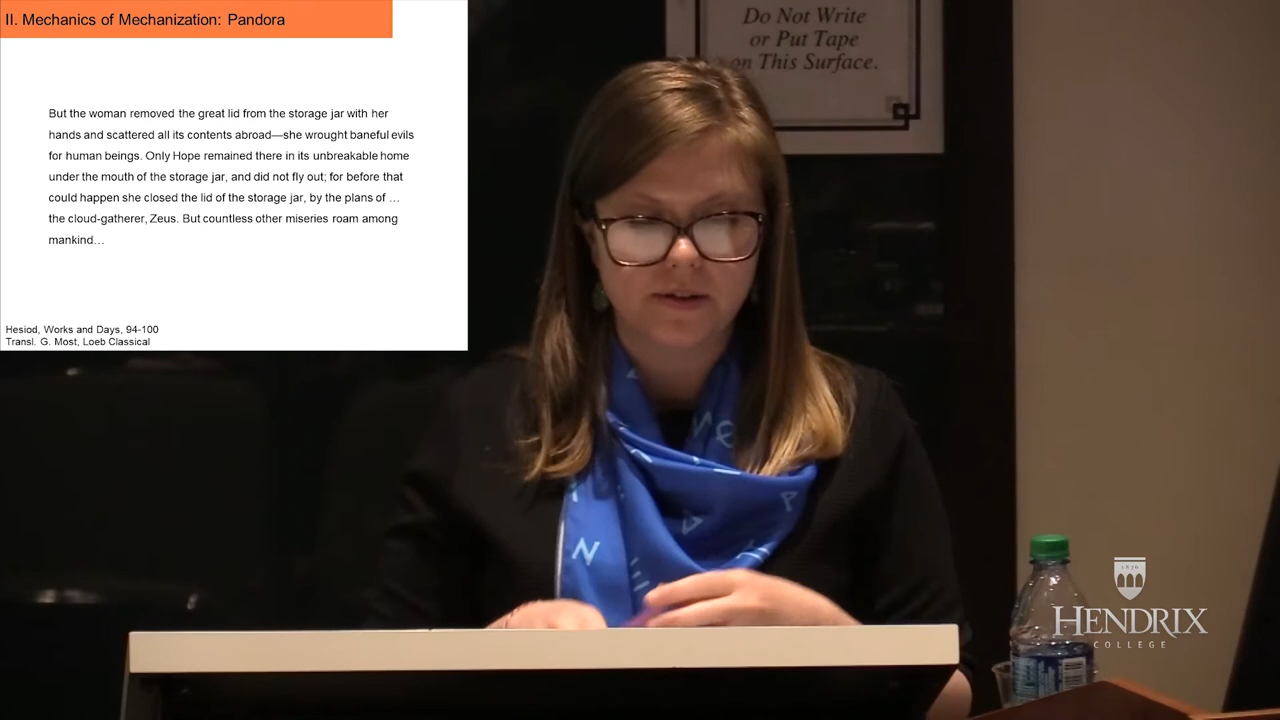 II. Mechanics of Mechanization: Pandora
But the woman removed the great lid from the storage jar with her
hands and scattered all its contents abroad—she wrought baneful evils
for human beings. Only Hope remained there in its unbreakable home
under the mouth of the storage jar, and did not fly out; for before that
could happen she closed the lid of the storage jar, by the plans of …
the cloud-gatherer, Zeus. But countless other miseries roam among
mankind…
Hesiod, Works and Days, 94-100
Transl. G. Most, Loeb Classical
Do Not Write
or Put Tape
on This Surface.
1876
HENDRIX
COLLEGE